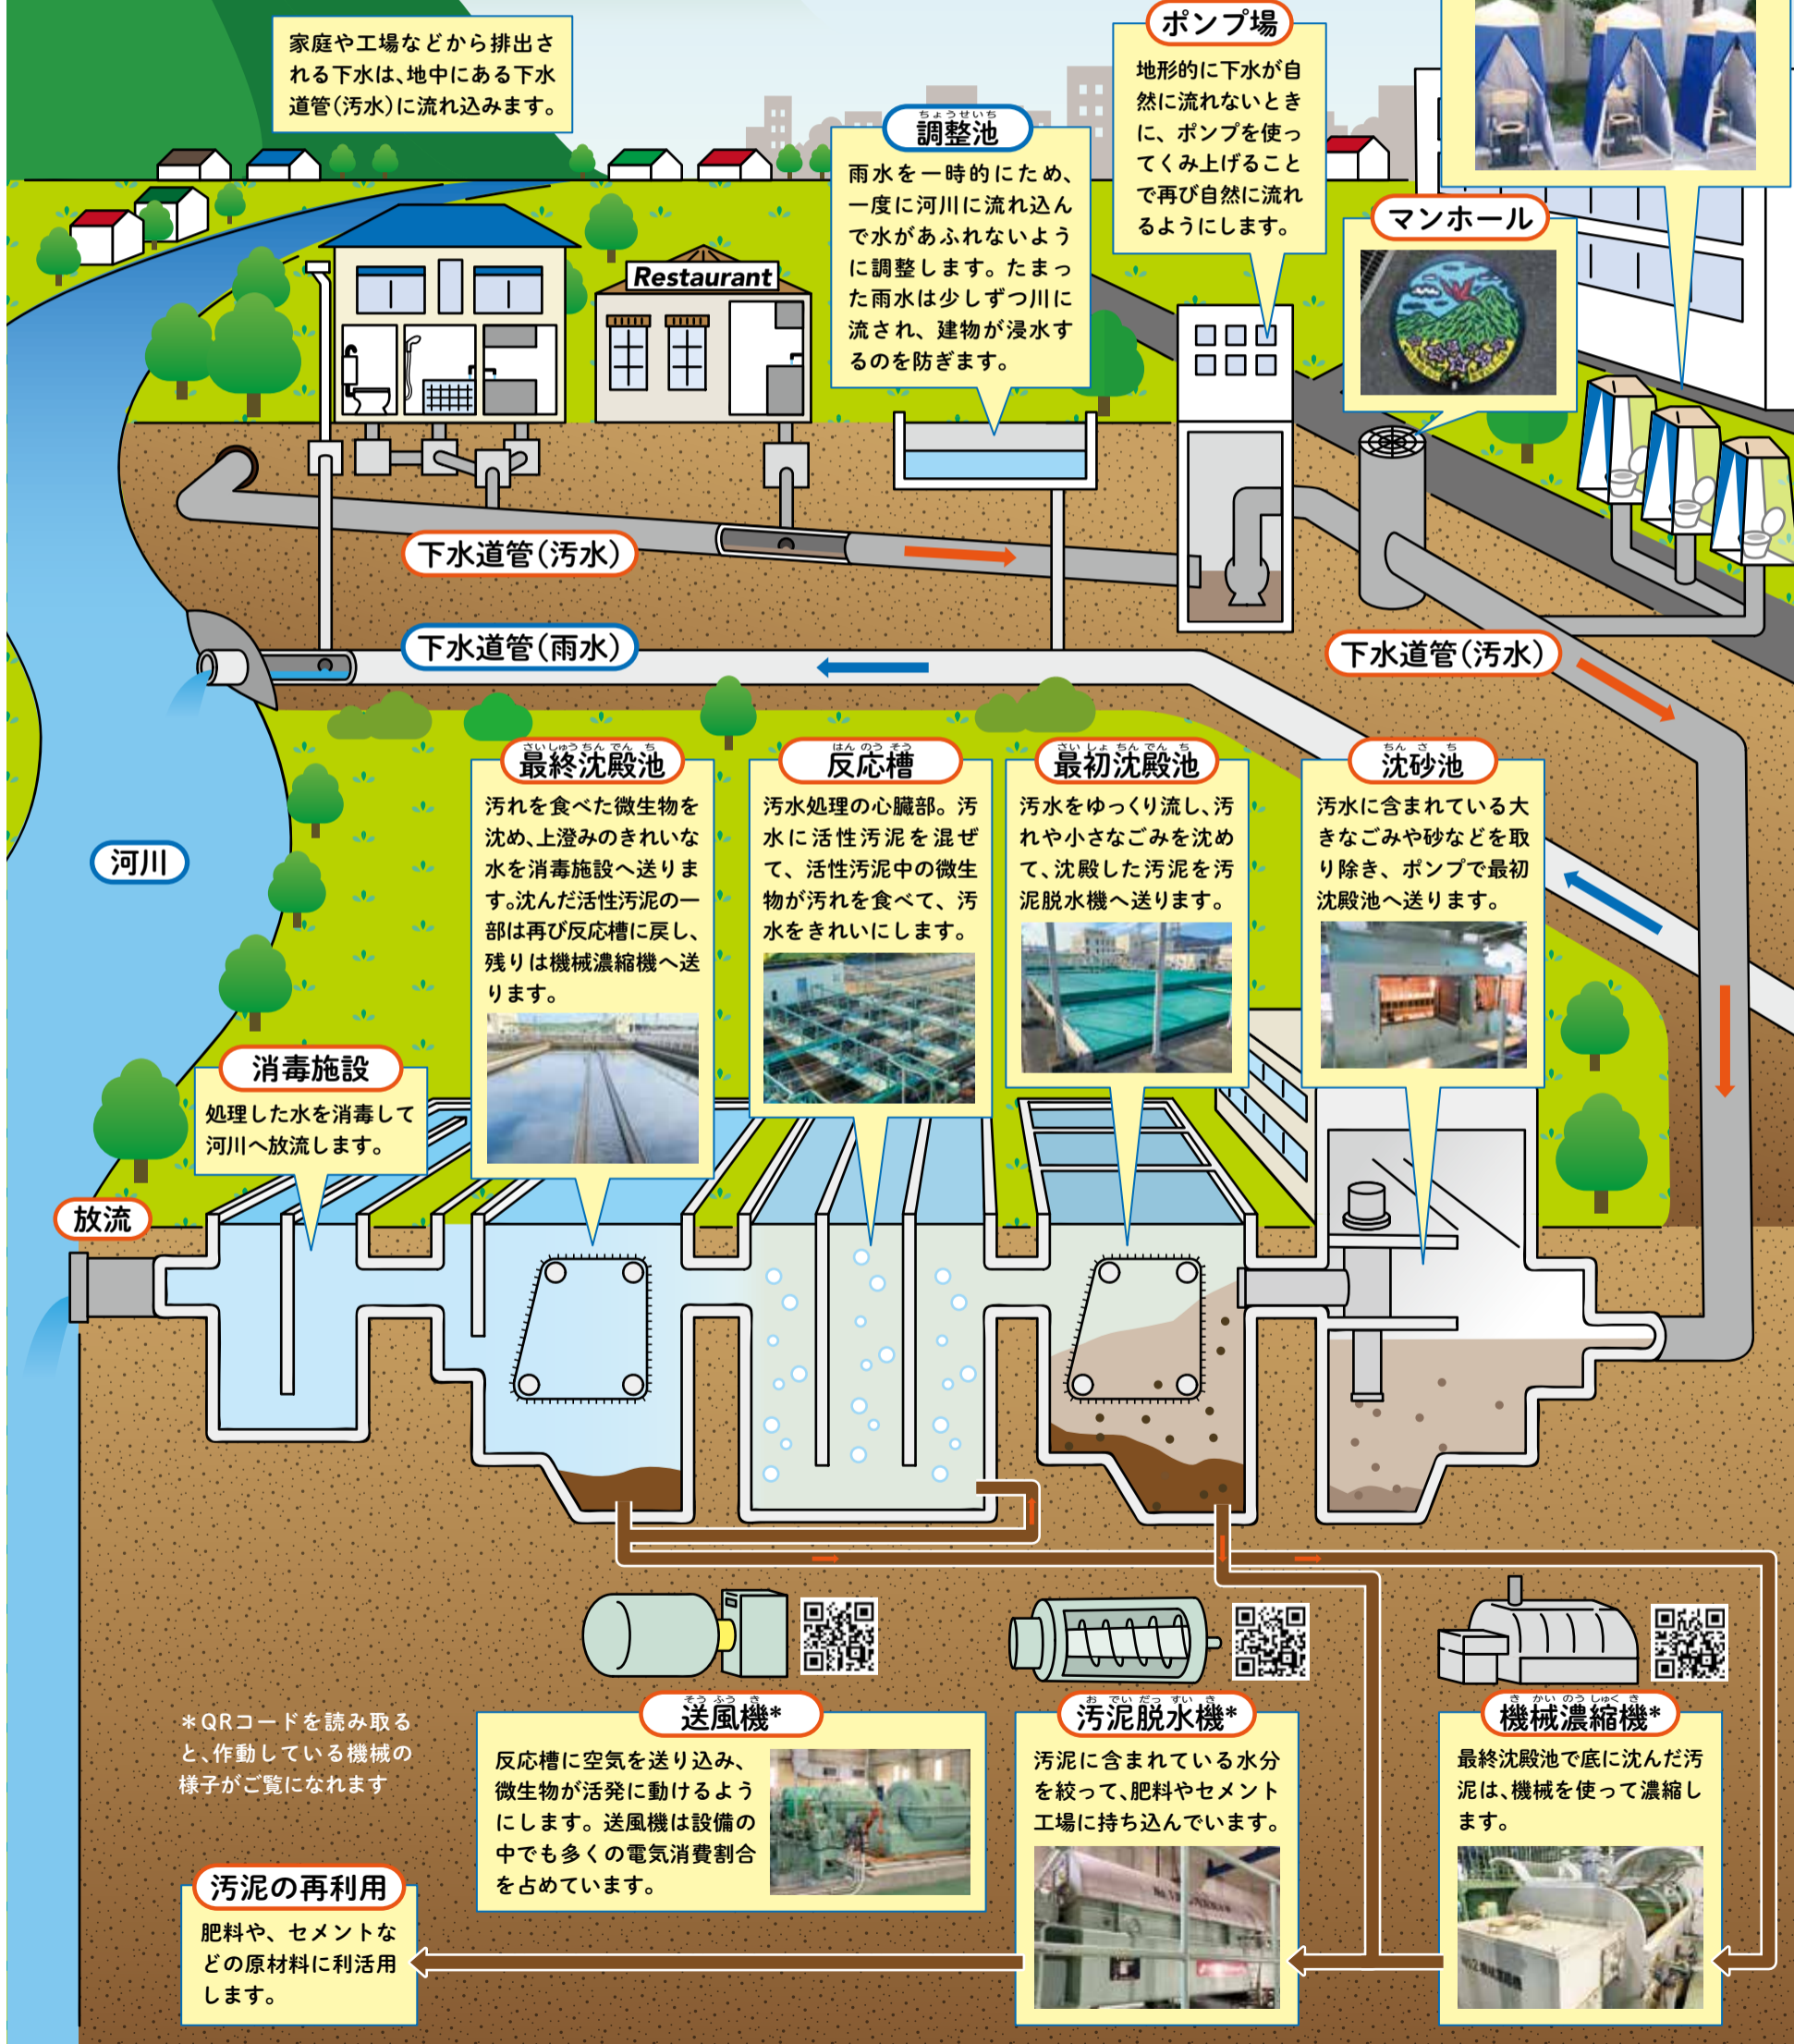 家庭や工場などから排出さ
れる下水は、地中にある下水
道管(汚水)に流れ込みます。
ポンプ場
地形的に下水が自
然に流れないとき
に、ポンプを使っ
てくみ上げること
で再び自然に流れ
るようにします。
ちょうせいち
調整池
雨水を一時的にため、
一度に河川に流れ込ん
で水があふれないよう
に調整します。たまっ
た雨水は少しずつ川に
流され、建物が浸水す
るのを防ぎます。
マンホール
Restaurant
下水道管(汚水)
下水道管(雨水)
下水道管(汚水)
河川
さいしゅうちんでんち
最終沈殿池
汚れを食べた微生物を
沈め、上澄みのきれいな
水を消毒施設へ送りま
す。沈んだ活性汚泥の一
部は再び反応槽に戻し、
残りは機械濃縮機へ送
ります。
はんのうそう
反応槽
汚水処理の心臓部。汚
水に活性汚泥を混ぜ
て、活性汚泥中の微生
物が汚れを食べて、汚
水をきれいにします。
さいしょちんでんち
最初沈殿池
汚水をゆっくり流し、汚
れや小さなごみを沈め
て、沈殿した汚泥を汚
泥脱水機へ送ります。
ちんさち
沈砂池
汚水に含まれている大
きなごみや砂などを取
り除き、ポンプで最初
沈殿池へ送ります。
消毒施設
処理した水を消毒して
河川へ放流します。
放流
＊QRコードを読み取る
と、作動している機械の
様子がご覧になれます
そうふうき
送風機*
反応槽に空気を送り込み、
微生物が活発に動けるよう
にします。送風機は設備の
中でも多くの電気消費割合
を占めています。
おでいだっすいき
汚泥脱水機*
汚泥に含まれている水分
を絞って、肥料やセメント
工場に持ち込んでいます。
きかいのうしゅくき
機械濃縮機*
最終沈殿池で底に沈んだ汚
泥は、機械を使って濃縮し
ます。
No.2機械濃縮機
汚泥の再利用
肥料や、セメントな
どの原材料に利活用
します。